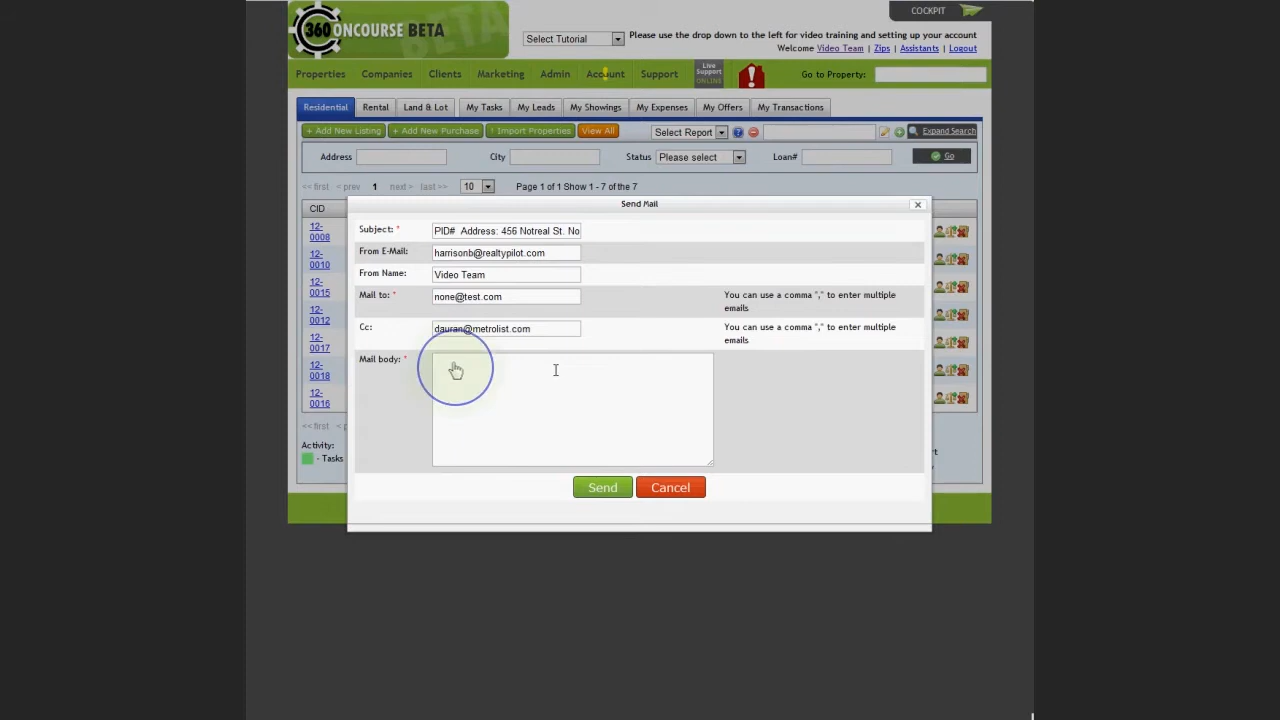 COCKPIT
360 ONCOURSE BETA
BETA
Select Tutorial
Please use the drop down to the left for video training and setting up your account
Welcome Video Team | Zips | Assistants | Logout
Properties Companies Clients Marketing Admin Account Support Live Support ONLINE Go to Property:
Residential Rental Land & Lot My Tasks My Leads My Showings My Expenses My Offers My Transactions
+ Add New Listing + Add New Purchase ↑ Import Properties View All Select Report Expand Search
Address City Status Please select Loan# Go
<< first < prev 1 next > last >> 10 Page 1 of 1 Show 1 - 7 of the 7
Send Mail
CID
12-0008
12-0010
12-0015
12-0012
12-0017
12-0018
12-0016
<< first < p
Activity:
- Tasks
Subject: * PID# Address: 456 Notreal St. No
From E-Mail: harrisonb@realtypilot.com
From Name: Video Team
Mail to: * none@test.com You can use a comma "," to enter multiple emails
Cc: dauran@metrolist.com You can use a comma "," to enter multiple emails
Mail body: *
Send Cancel